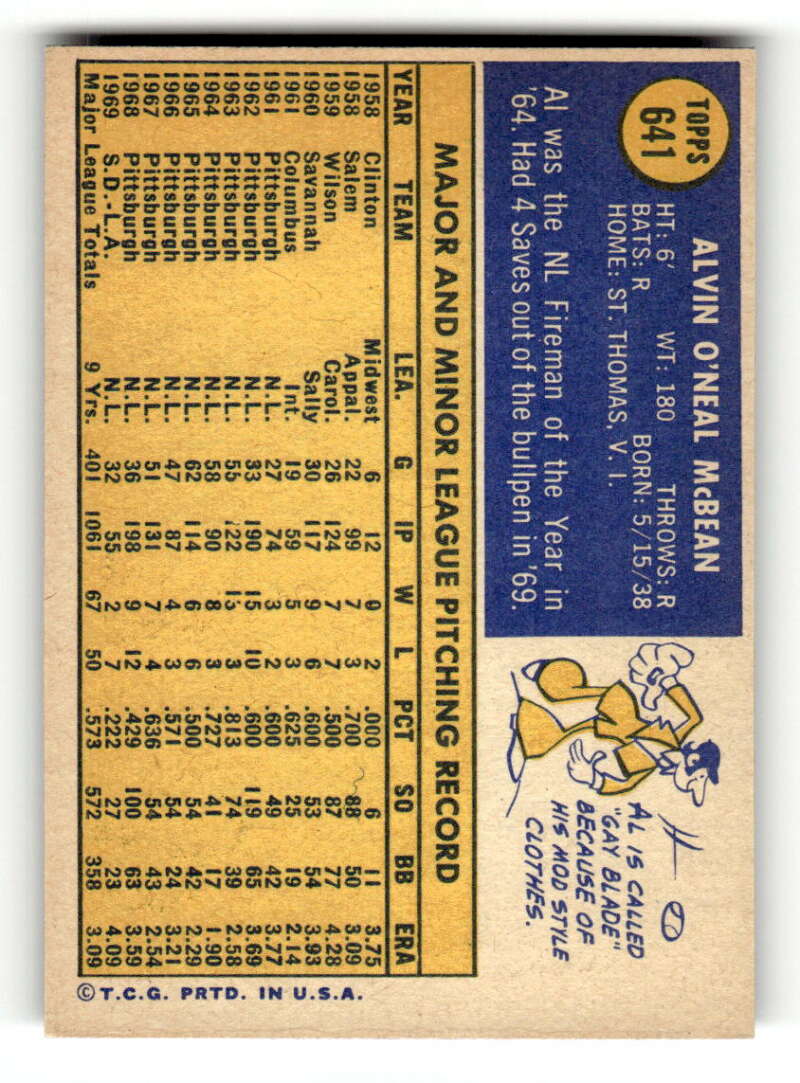 TOPPS
641
ALVIN O'NEAL McBEAN
HT: 6' WT: 180 THROWS: R
BATS: R BORN: 5/15/38
HOME: ST. THOMAS, V. I.
Al was the NL Fireman of the Year in
'64. Had 4 Saves out of the bullpen in '69.
AL IS CALLED
"GAY BLADE"
BECAUSE OF
HIS MOD STYLE
CLOTHES.
MAJOR AND MINOR LEAGUE PITCHING RECORD
YEAR TEAM LEA. G IP W L PCT SO BB ERA
1958 Clinton Midwest 6 12 0 2 .000 6 11 3.75
1958 Salem Appal. 22 99 7 3 .700 88 50 3.09
1959 Wilson Carol. 26 124 7 7 .500 87 77 4.28
1960 Savannah Sally 30 117 9 6 .600 53 54 3.93
1961 Columbus Int. 19 59 5 3 .625 25 19 2.14
1961 Pittsburgh N.L. 27 74 3 2 .600 49 42 3.77
1962 Pittsburgh N.L. 33 190 15 10 .600 119 65 3.69
1963 Pittsburgh N.L. 55 122 13 3 .813 74 39 2.58
1964 Pittsburgh N.L. 58 90 8 3 .727 41 17 1.90
1965 Pittsburgh N.L. 62 114 6 6 .500 54 42 2.29
1966 Pittsburgh N.L. 47 87 4 3 .571 54 24 3.21
1967 Pittsburgh N.L. 51 131 7 4 .636 54 43 2.54
1968 Pittsburgh N.L. 36 198 9 12 .429 100 63 3.59
1969 S.D.-L.A. N.L. 32 55 2 7 .222 27 23 4.09
Major League Totals 9 Yrs. 401 1061 67 50 .573 572 358 3.09
© T.C.G. PRTD. IN U.S.A.